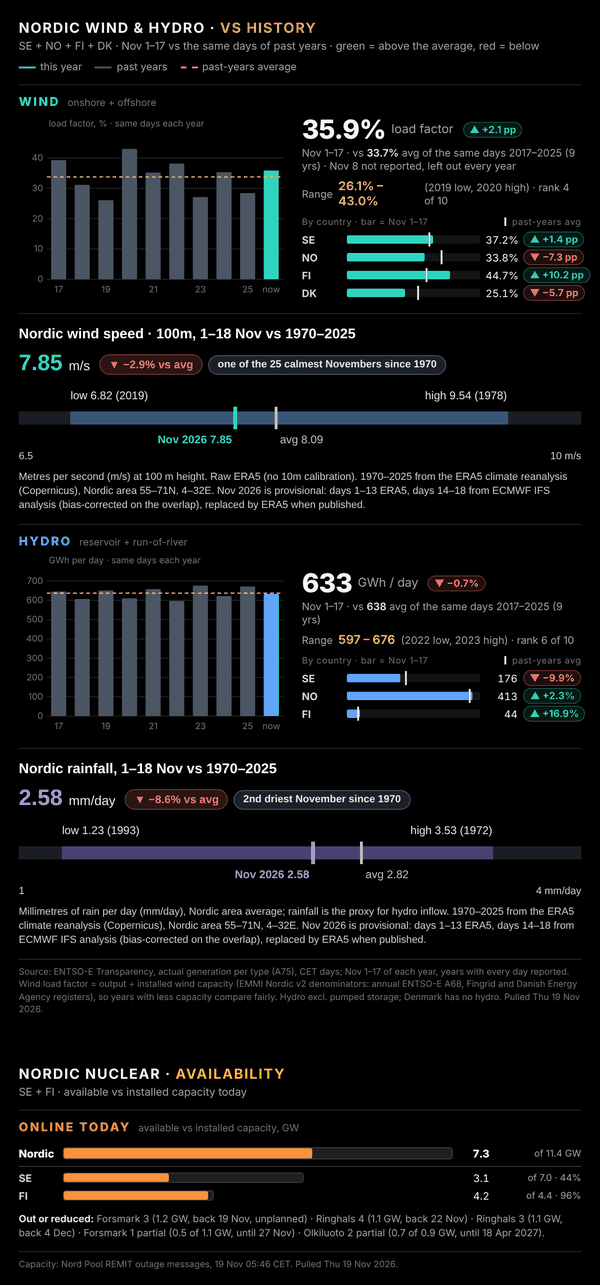 NORDIC WIND & HYDRO · VS HISTORY
SE + NO + FI + DK · Nov 1–17 vs the same days of past years · green = above the average, red = below
this year past years past-years average
WIND onshore + offshore
load factor, % · same days each year
40
30
20
10
0
17 19 21 23 25 now
35.9% load factor ▲ +2.1 pp
Nov 1–17 · vs 33.7% avg of the same days 2017–2025 (9
yrs) · Nov 8 not reported, left out every year
Range 26.1% – 43.0% (2019 low, 2020 high) · rank 4 of 10
By country · bar = Nov 1–17 past-years avg
SE 37.2% ▲ +1.4 pp
NO 33.8% ▼ −7.3 pp
FI 44.7% ▲ +10.2 pp
DK 25.1% ▼ −5.7 pp
Nordic wind speed · 100m, 1–18 Nov vs 1970–2025
7.85 m/s ▼ −2.9% vs avg one of the 25 calmest Novembers since 1970
low 6.82 (2019) high 9.54 (1978)
Nov 2026 7.85 avg 8.09
6.5 10 m/s
Metres per second (m/s) at 100 m height. Raw ERA5 (no 10m calibration). 1970–2025 from the ERA5 climate reanalysis
(Copernicus), Nordic area 55–71N, 4–32E. Nov 2026 is provisional: days 1–13 ERA5, days 14–18 from ECMWF IFS
analysis (bias-corrected on the overlap), replaced by ERA5 when published.
HYDRO reservoir + run-of-river
GWh per day · same days each year
700
600
500
400
300
200
100
0
17 19 21 23 25 now
633 GWh / day ▼ −0.7%
Nov 1–17 · vs 638 avg of the same days 2017–2025 (9
yrs)
Range 597 – 676 (2022 low, 2023 high) · rank 6 of 10
By country · bar = Nov 1–17 past-years avg
SE 176 ▼ −9.9%
NO 413 ▲ +2.3%
FI 44 ▲ +16.9%
Nordic rainfall, 1–18 Nov vs 1970–2025
2.58 mm/day ▼ −8.6% vs avg 2nd driest November since 1970
low 1.23 (1993) high 3.53 (1972)
Nov 2026 2.58 avg 2.82
1 4 mm/day
Millimetres of rain per day (mm/day), Nordic area average; rainfall is the proxy for hydro inflow. 1970–2025 from the ERA5
climate reanalysis (Copernicus), Nordic area 55–71N, 4–32E. Nov 2026 is provisional: days 1–13 ERA5, days 14–18 from
ECMWF IFS analysis (bias-corrected on the overlap), replaced by ERA5 when published.
Source: ENTSO-E Transparency, actual generation per type (A75), CET days; Nov 1–17 of each year, years with every day reported.
Wind load factor = output ÷ installed wind capacity (EMMI Nordic v2 denominators: annual ENTSO-E A68, Fingrid and Danish Energy
Agency registers), so years with less capacity compare fairly. Hydro excl. pumped storage; Denmark has no hydro. Pulled Thu 19 Nov
2026.
NORDIC NUCLEAR · AVAILABILITY
SE + FI · available vs installed capacity today
ONLINE TODAY available vs installed capacity, GW
Nordic 7.3 of 11.4 GW
SE 3.1 of 7.0 · 44%
FI 4.2 of 4.4 · 96%
Out or reduced: Forsmark 3 (1.2 GW, back 19 Nov, unplanned) · Ringhals 4 (1.1 GW, back 22 Nov) · Ringhals 3 (1.1 GW,
back 4 Dec) · Forsmark 1 partial (0.5 of 1.1 GW, until 27 Nov) · Olkiluoto 2 partial (0.7 of 0.9 GW, until 18 Apr 2027).
Capacity: Nord Pool REMIT outage messages, 19 Nov 05:46 CET. Pulled Thu 19 Nov 2026.